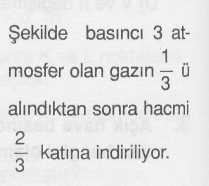 Şekilde basıncı 3 at-
mosfer olan gazın 1/3 ü
alındıktan sonra hacmi
2/3 katına indiriliyor.